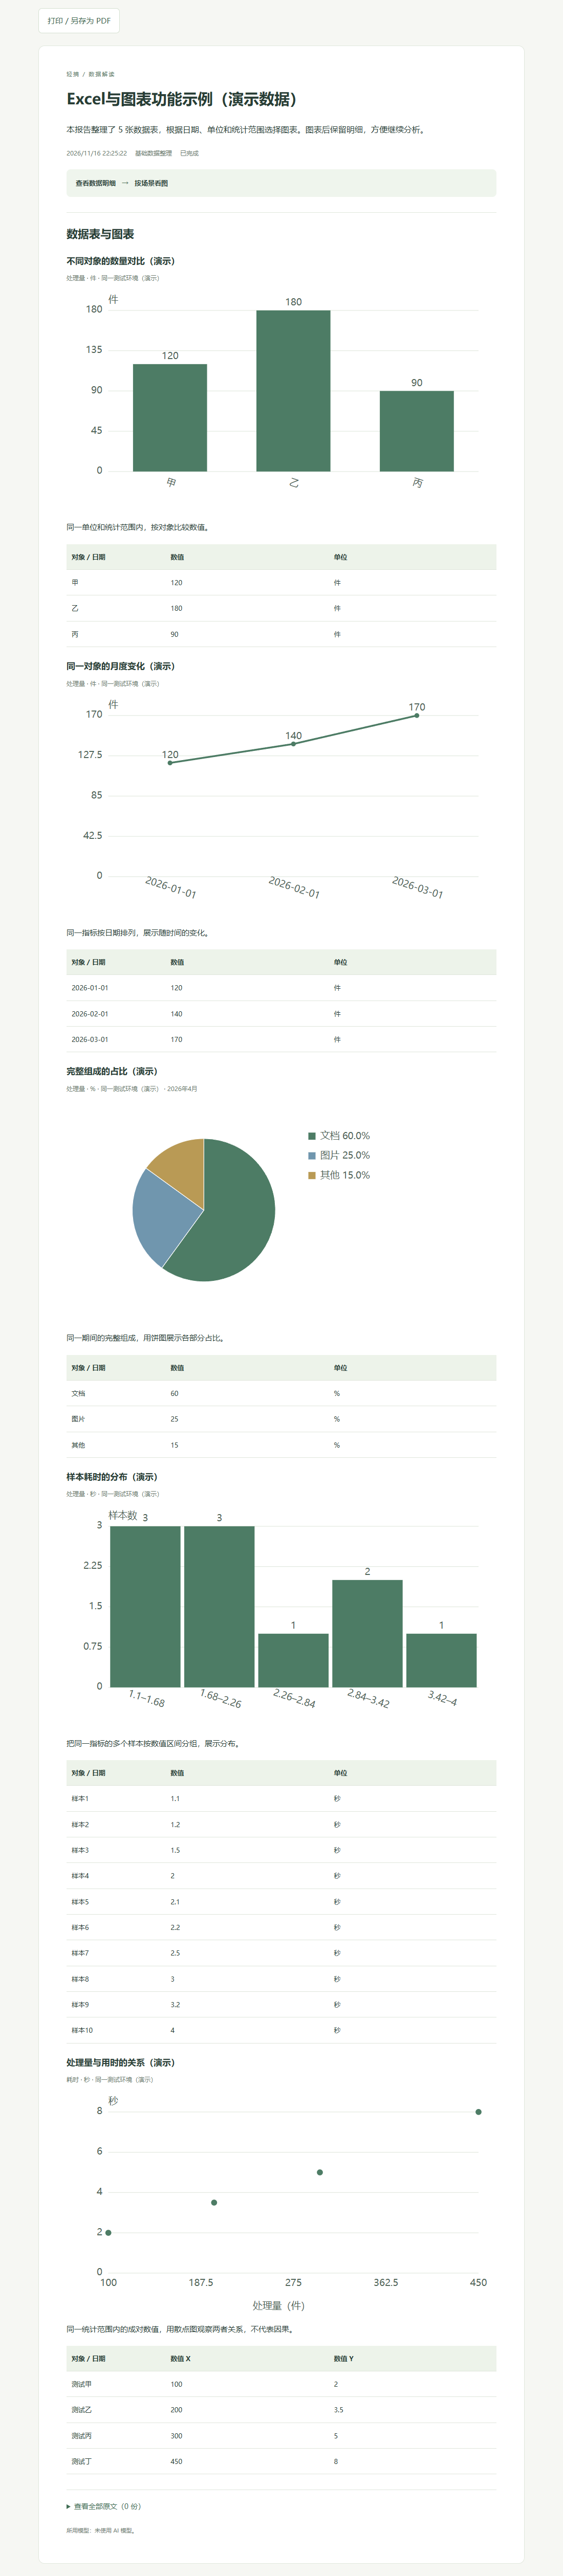 打印 / 另存为 PDF
经典 / 数据解读
Excel与图表功能示例（演示数据）
本报告整理了 5 张数据表，根据日期、单位和统计范围选择图表。图表后保留明细，方便继续分析。
2026/11/16 22:25:22 基础数据整理 已完成
查看数据明细 → 按场景看图
数据表与图表
不同对象的数量对比（演示）
处理量 · 件 · 同一测试环境（演示）
件
180
135
90
45
0
120
180
90
甲
乙
丙
同一单位和统计范围内，按对象比较数值。
对象 / 日期 数值 单位
甲 120 件
乙 180 件
丙 90 件
同一对象的月度变化（演示）
处理量 · 件 · 同一测试环境（演示）
件
170
127.5
85
42.5
0
120
140
170
2026-01-01
2026-02-01
2026-03-01
同一指标按日期排列，展示随时间的变化。
对象 / 日期 数值 单位
2026-01-01 120 件
2026-02-01 140 件
2026-03-01 170 件
完整组成的占比（演示）
处理量 · % · 同一测试环境（演示） · 2026年4月
文档 60.0%
图片 25.0%
其他 15.0%
同一期间的完整组成，用饼图展示各部分占比。
对象 / 日期 数值 单位
文档 60 %
图片 25 %
其他 15 %
样本耗时的分布（演示）
处理量 · 秒 · 同一测试环境（演示）
样本数
3
2.25
1.5
0.75
0
3
3
1
2
1
1.1–1.68
1.68–2.26
2.26–2.84
2.84–3.42
3.42–4
把同一指标的多个样本按数值区间分组，展示分布。
对象 / 日期 数值 单位
样本1 1.1 秒
样本2 1.2 秒
样本3 1.5 秒
样本4 2 秒
样本5 2.1 秒
样本6 2.2 秒
样本7 2.5 秒
样本8 3 秒
样本9 3.2 秒
样本10 4 秒
处理量与用时的关系（演示）
耗时 · 秒 · 同一测试环境（演示）
秒
8
6
4
2
0
100
187.5
275
362.5
450
处理量（件）
同一统计范围内的成对数值，用散点图观察两者关系，不代表因果。
对象 / 日期 数值 X 数值 Y
测试甲 100 2
测试乙 200 3.5
测试丙 300 5
测试丁 450 8
▶ 查看全部原文（0 份）
所用模型：未使用 AI 模型。